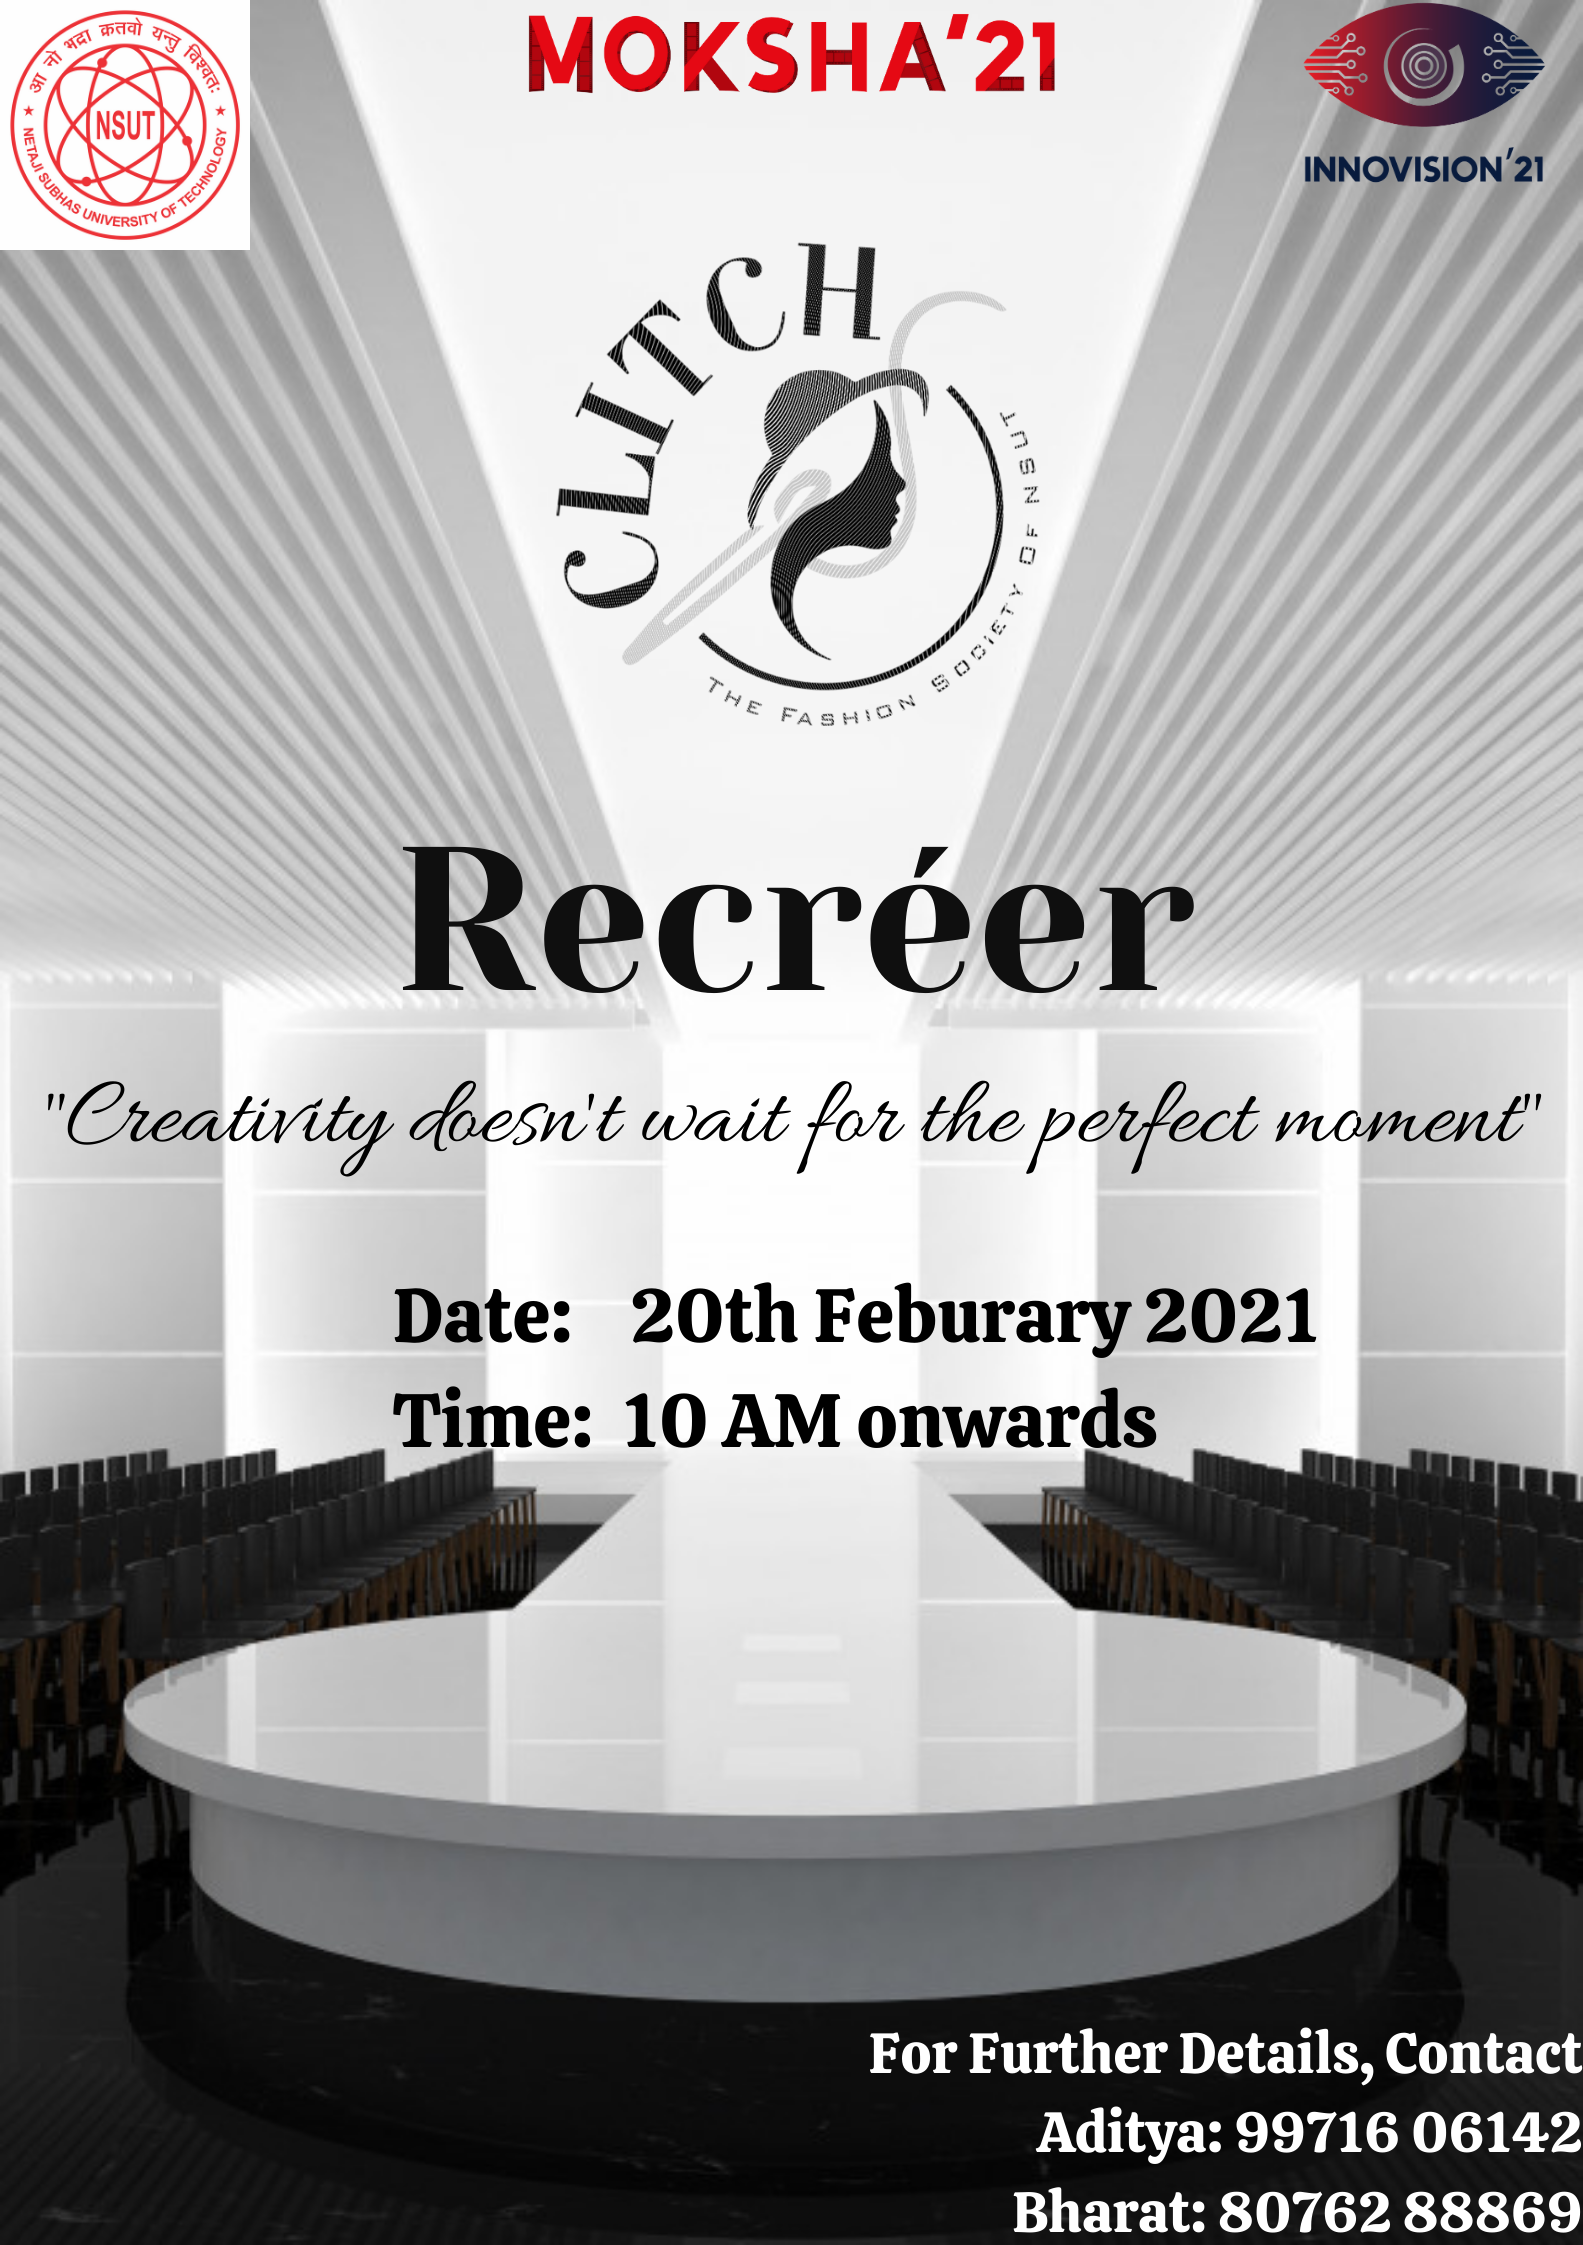 आ नो भद्रा क्रतवो यन्तु विश्वतः
NSUT
★ NETAJI SUBHAS UNIVERSITY OF TECHNOLOGY ★
MOKSHA'21
INNOVISION'21
CLITCH
THE FASHION SOCIETY OF NSUT
Recréer
"Creativity doesn't wait for the perfect moment"
Date: 20th Feburary 2021
Time: 10 AM onwards
For Further Details, Contact
Aditya: 99716 06142
Bharat: 80762 88869